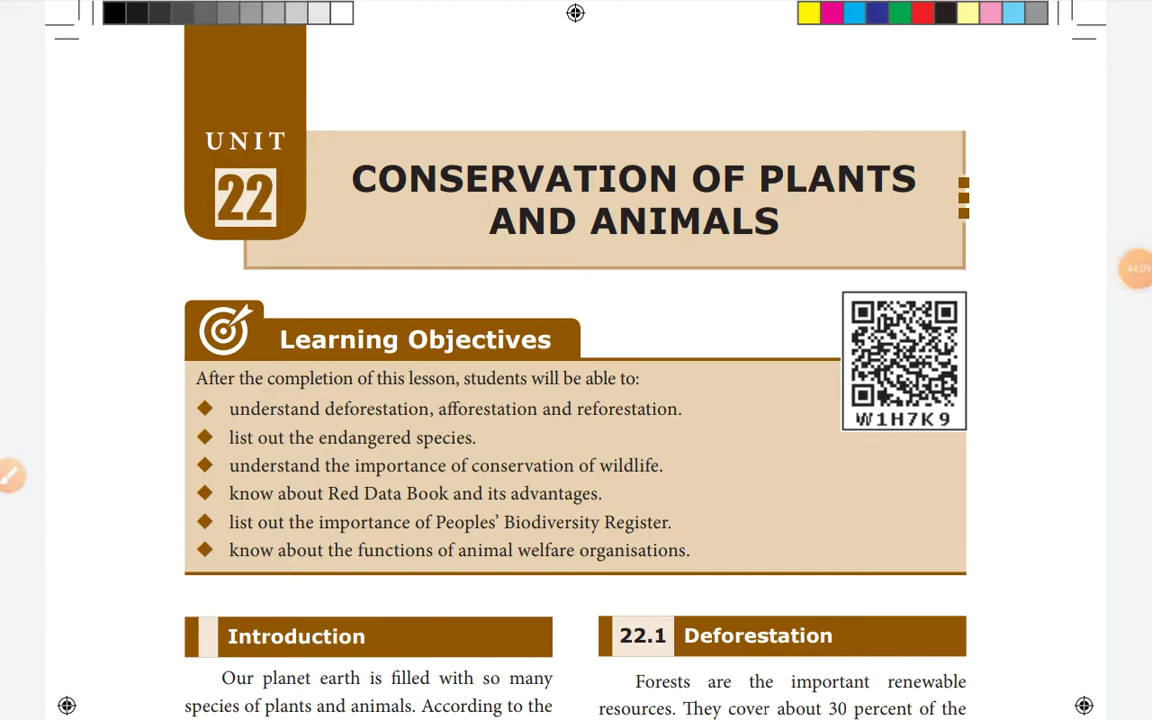 UNIT
22
CONSERVATION OF PLANTS
AND ANIMALS
44:09
Learning Objectives
W1H7K9
After the completion of this lesson, students will be able to:
understand deforestation, afforestation and reforestation.
list out the endangered species.
understand the importance of conservation of wildlife.
know about Red Data Book and its advantages.
list out the importance of Peoples’ Biodiversity Register.
know about the functions of animal welfare organisations.
Introduction
Our planet earth is filled with so many
species of plants and animals. According to the
22.1 Deforestation
Forests are the important renewable
resources. They cover about 30 percent of the